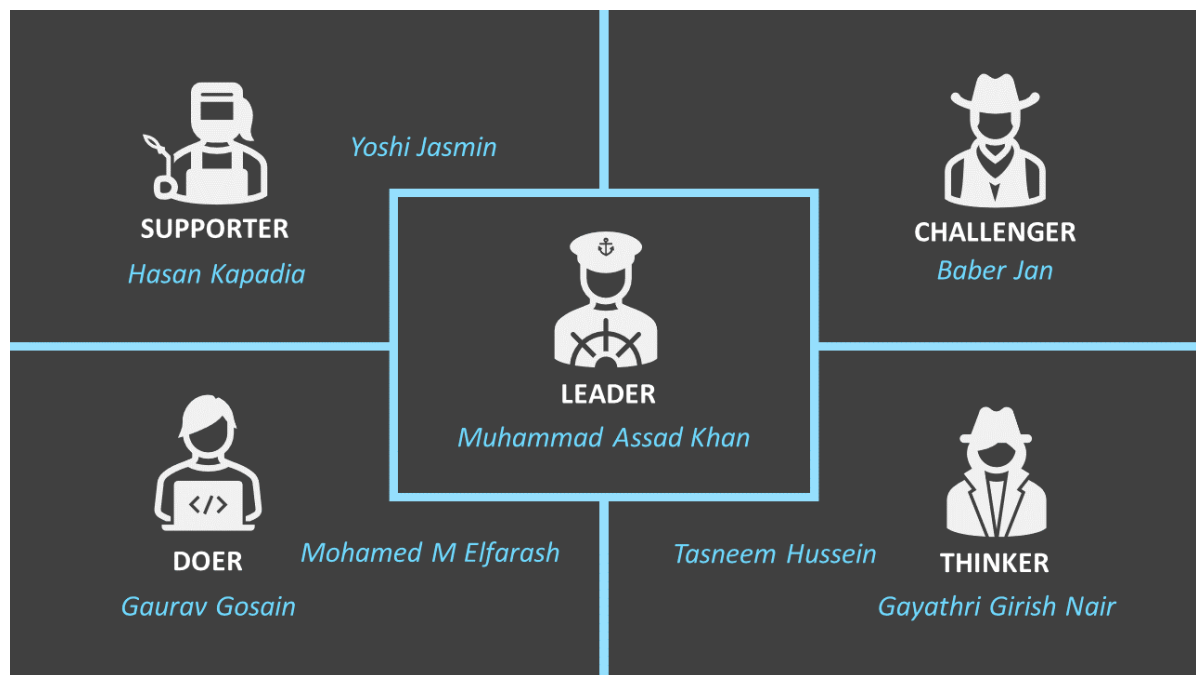 Yoshi Jasmin
SUPPORTER
Hasan Kapadia
CHALLENGER
Baber Jan
LEADER
Muhammad Assad Khan
</>
DOER
Mohamed M Elfarash
Gaurav Gosain
Tasneem Hussein
THINKER
Gayathri Girish Nair